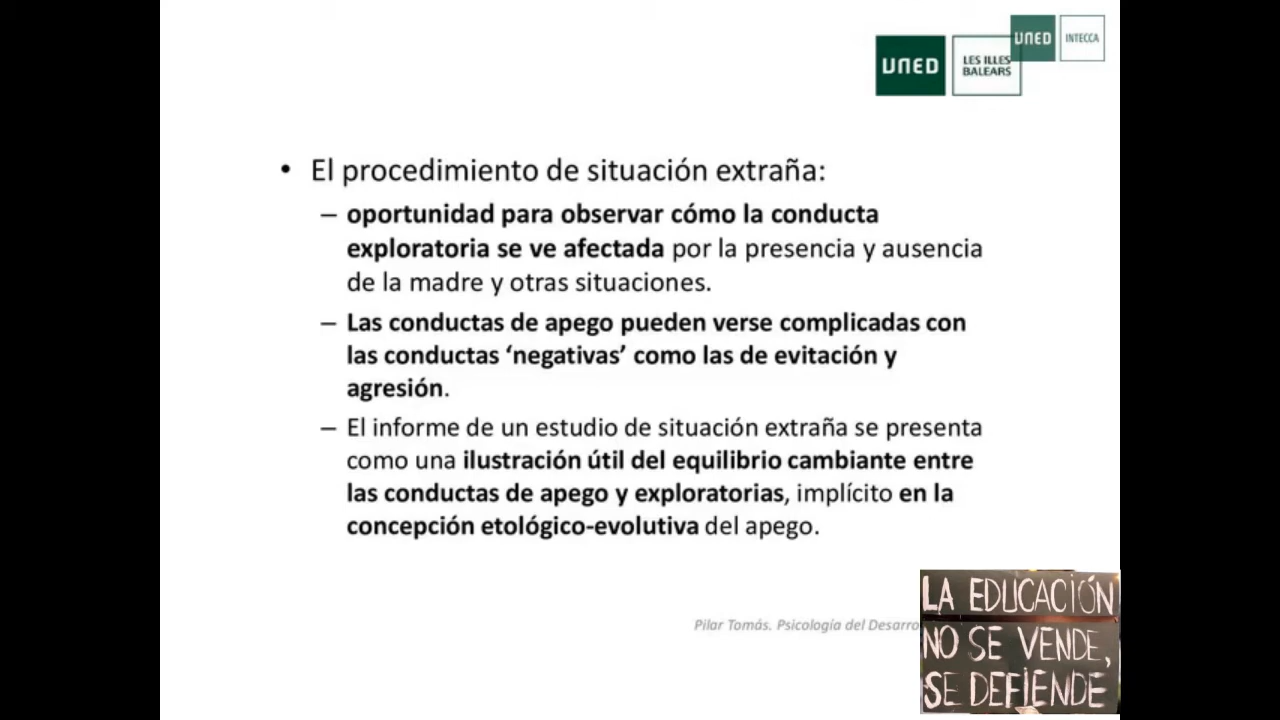 UNED
INTECCA
UNED
LES ILLES
BALEARS
• El procedimiento de situación extraña:
– oportunidad para observar cómo la conducta
exploratoria se ve afectada por la presencia y ausencia
de la madre y otras situaciones.
– Las conductas de apego pueden verse complicadas con
las conductas ‘negativas’ como las de evitación y
agresión.
– El informe de un estudio de situación extraña se presenta
como una ilustración útil del equilibrio cambiante entre
las conductas de apego y exploratorias, implícito en la
concepción etológico-evolutiva del apego.
Pilar Tomás. Psicología del Desarro
LA EDUCACIÓN
NO SE VENDE,
SE DEFIENDE